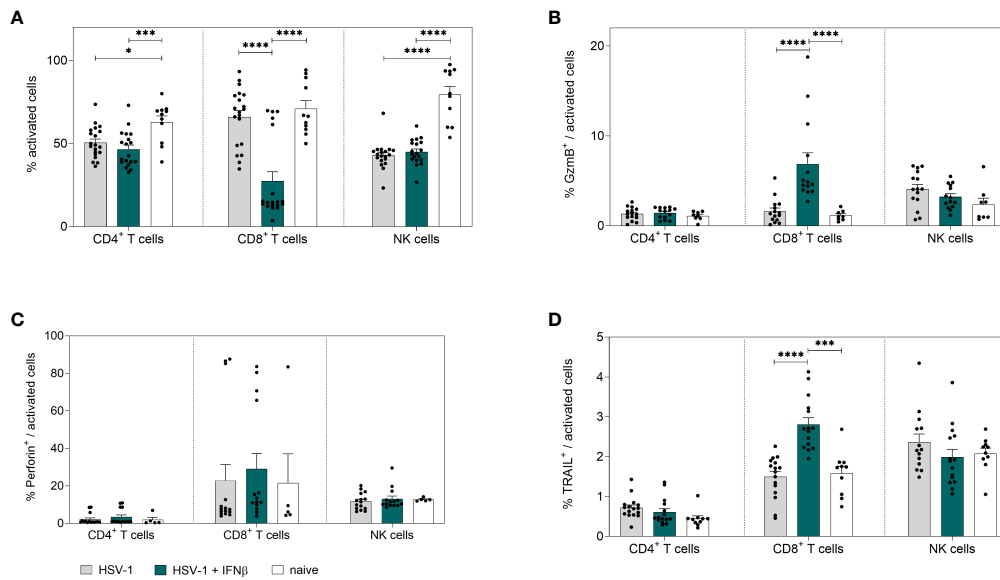 A
% activated cells
100
50
0
* ***
**** ****
**** ****
CD4⁺ T cells CD8⁺ T cells NK cells
B
% GzmB⁺ / activated cells
20
10
0
**** ****
CD4⁺ T cells CD8⁺ T cells NK cells
C
% Perforin⁺ / activated cells
100
80
60
40
20
0
CD4⁺ T cells CD8⁺ T cells NK cells
D
% TRAIL⁺ / activated cells
5
4
3
2
1
0
**** ***
CD4⁺ T cells CD8⁺ T cells NK cells
HSV-1 HSV-1 + IFNβ naive